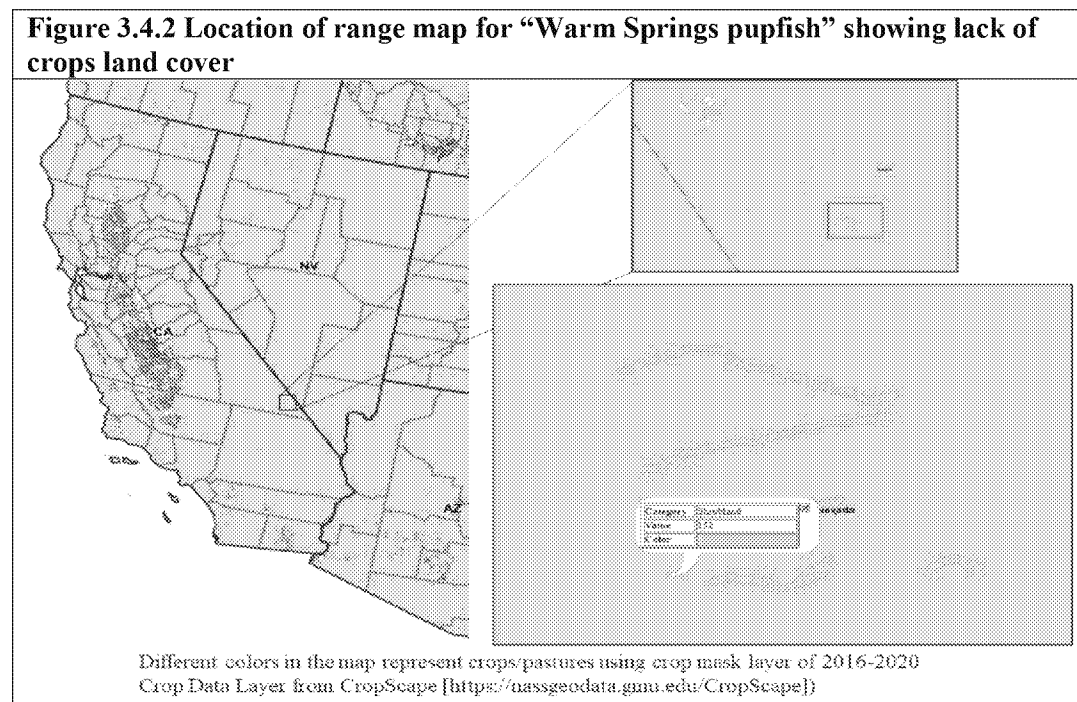 Figure 3.4.2 Location of range map for “Warm Springs pupfish” showing lack of
crops land cover
NV
CA
AZ
Category Shrubland
Value 152
Color
Different colors in the map represent crops/pastures using crop mask layer of 2016-2020
Crop Data Layer from CropScape [https://nassgeodata.gmu.edu/CropScape])